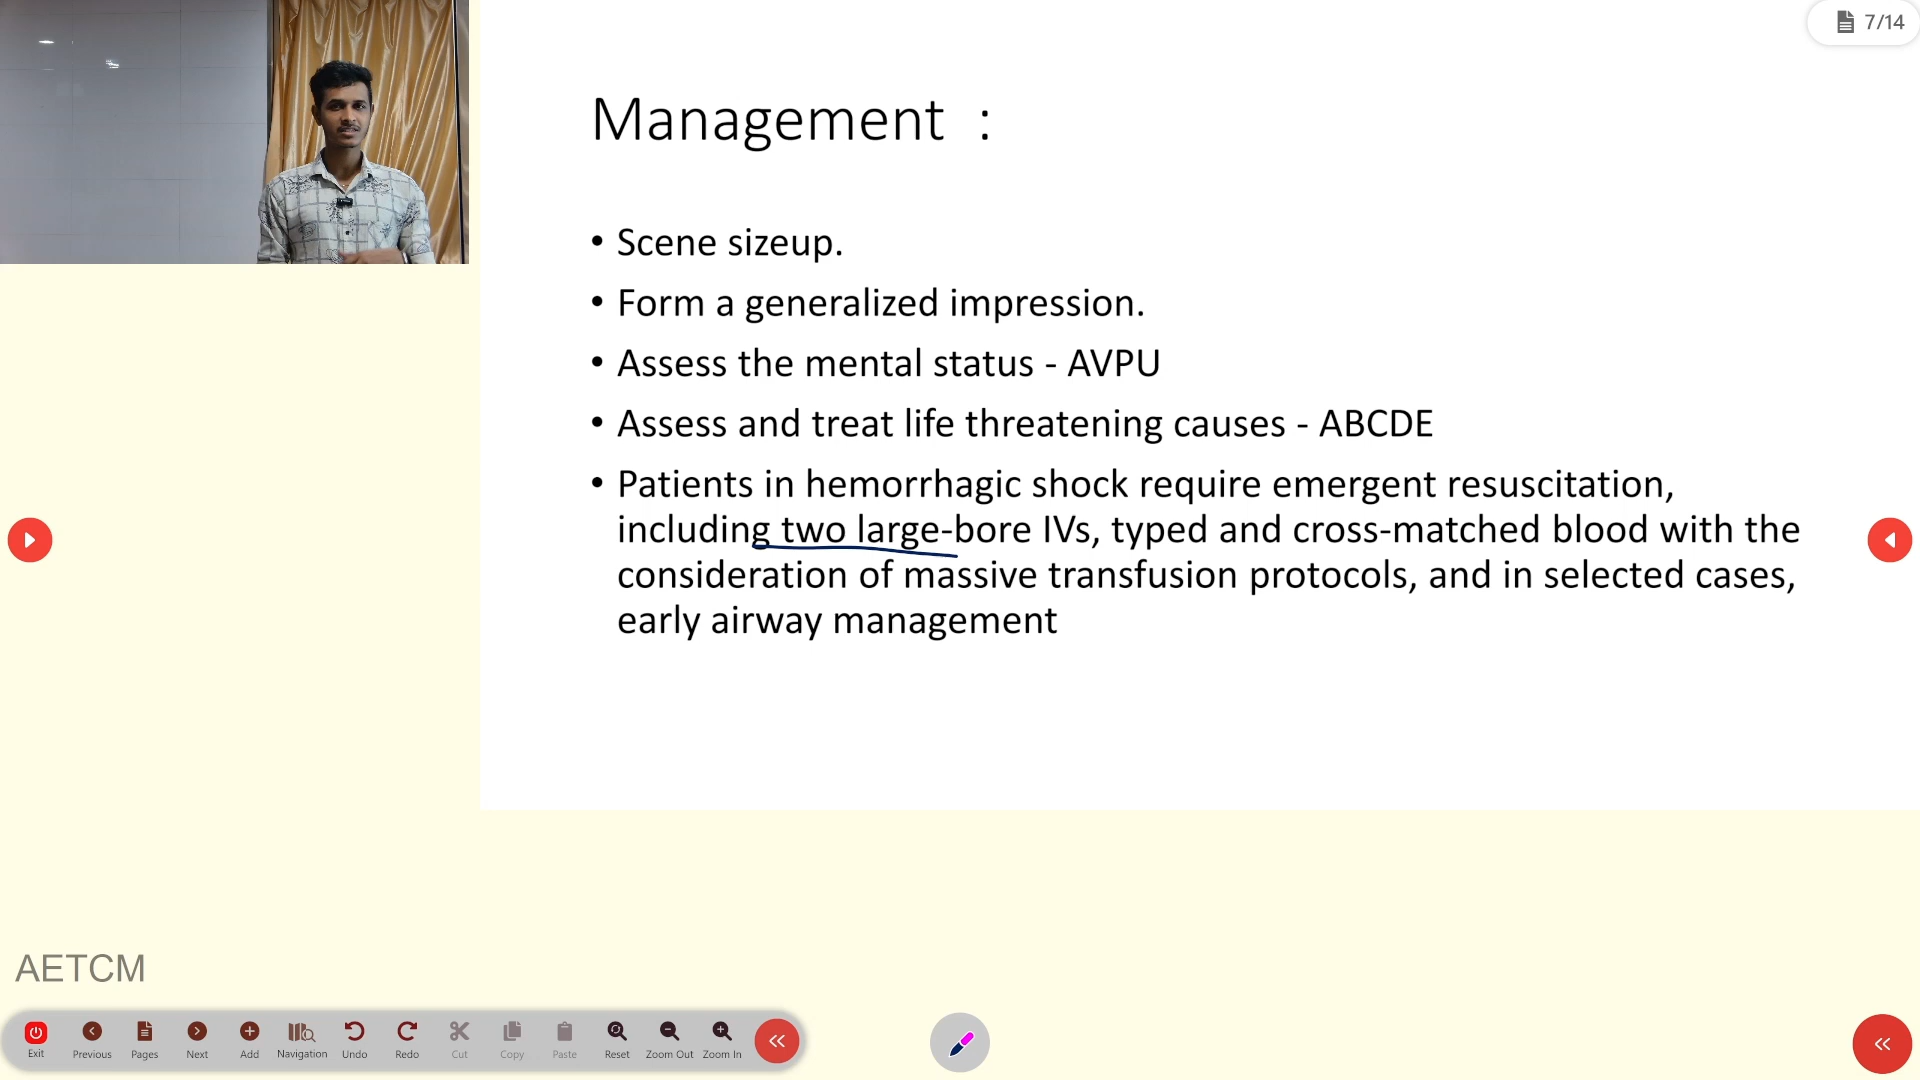 7/14
Management :
• Scene sizeup.
• Form a generalized impression.
• Assess the mental status - AVPU
• Assess and treat life threatening causes - ABCDE
• Patients in hemorrhagic shock require emergent resuscitation,
including two large-bore IVs, typed and cross-matched blood with the
consideration of massive transfusion protocols, and in selected cases,
early airway management
AETCM
Exit Previous Pages Next Add Navigation Undo Redo Cut Copy Paste Reset Zoom Out Zoom In